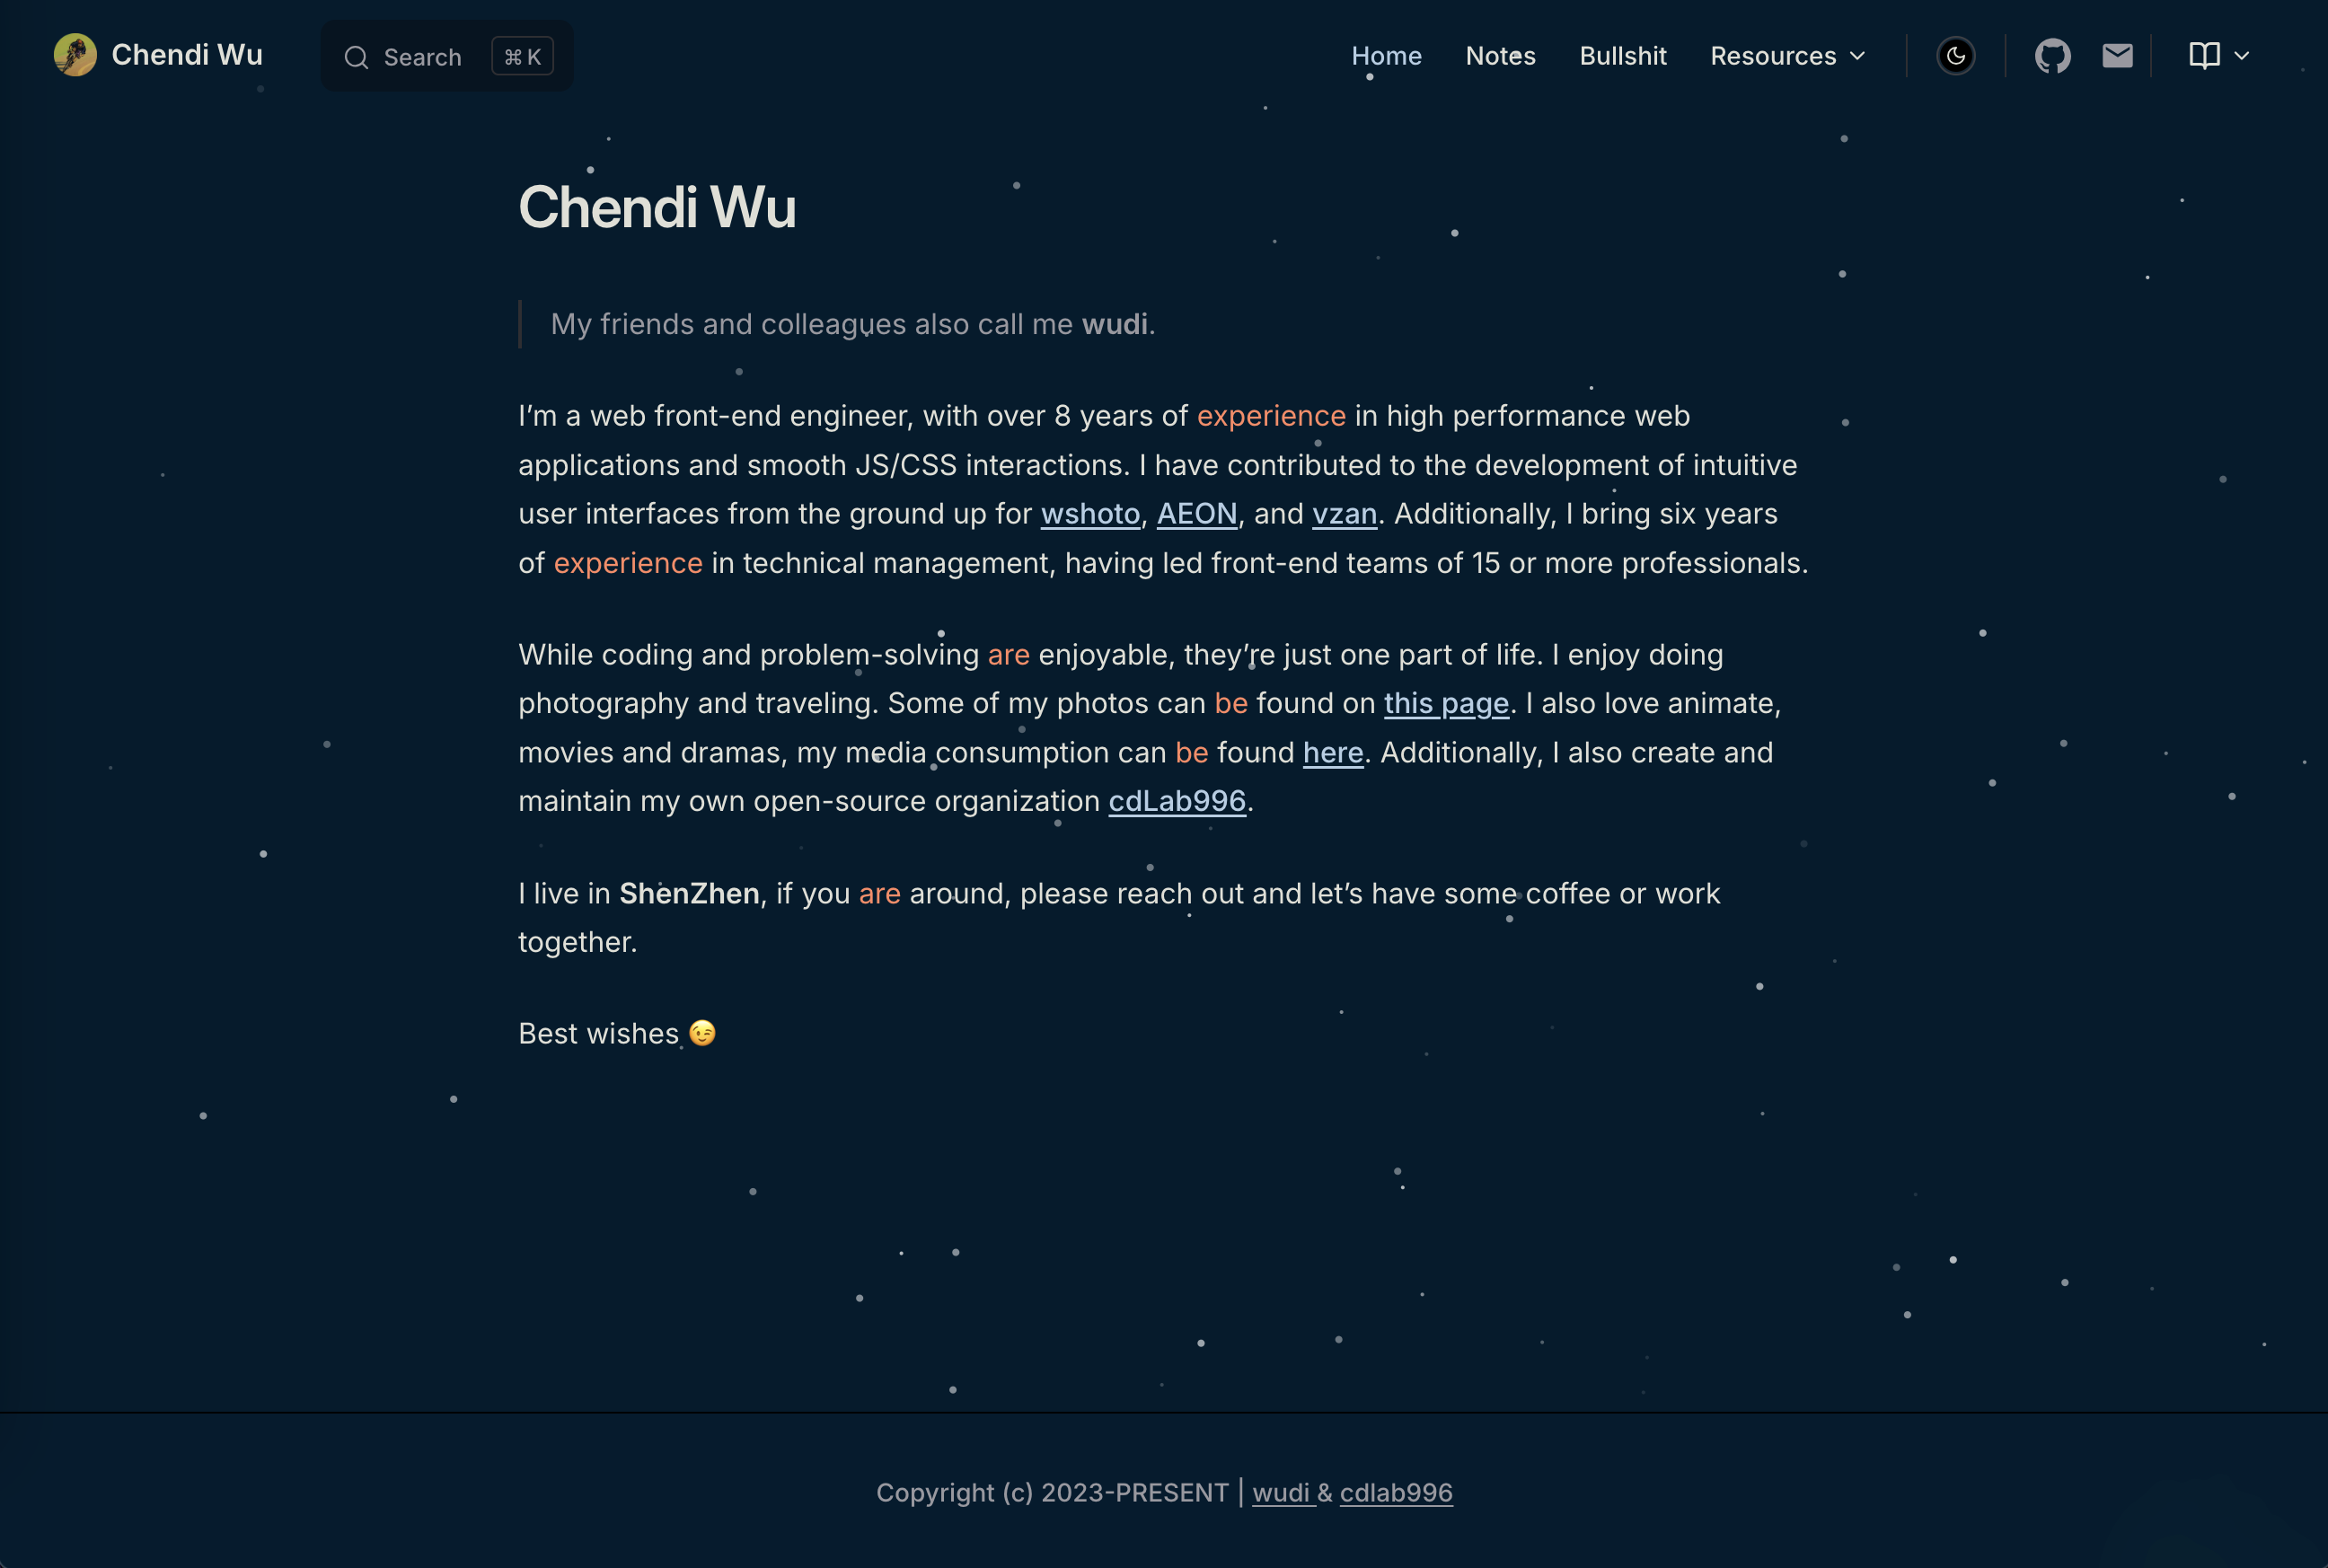 Chendi Wu
Search
⌘ K
Home
Notes
Bullshit
Resources
Chendi Wu
My friends and colleagues also call me wudi.
I’m a web front-end engineer, with over 8 years of experience in high performance web
applications and smooth JS/CSS interactions. I have contributed to the development of intuitive
user interfaces from the ground up for wshoto, AEON, and vzan. Additionally, I bring six years
of experience in technical management, having led front-end teams of 15 or more professionals.
While coding and problem-solving are enjoyable, they’re just one part of life. I enjoy doing
photography and traveling. Some of my photos can be found on this page. I also love animate,
movies and dramas, my media consumption can be found here. Additionally, I also create and
maintain my own open-source organization cdLab996.
I live in ShenZhen, if you are around, please reach out and let’s have some coffee or work
together.
Best wishes 😉
Copyright (c) 2023-PRESENT | wudi & cdlab996